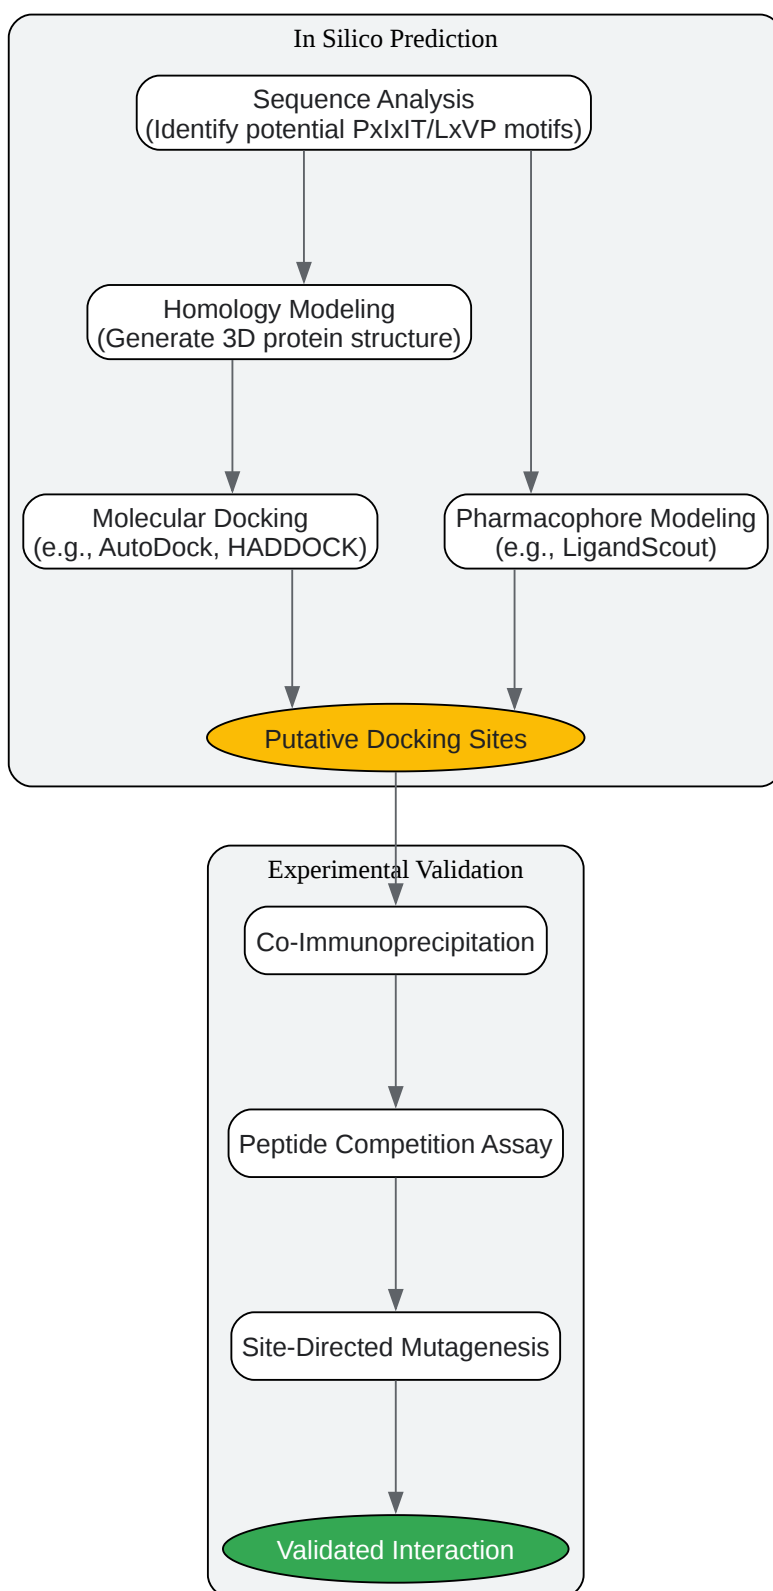 In Silico Prediction
Sequence Analysis
(Identify potential PxIxIT/LxVP motifs)
Homology Modeling
(Generate 3D protein structure)
Molecular Docking
(e.g., AutoDock, HADDOCK)
Pharmacophore Modeling
(e.g., LigandScout)
Putative Docking Sites
Experimental Validation
Co-Immunoprecipitation
Peptide Competition Assay
Site-Directed Mutagenesis
Validated Interaction